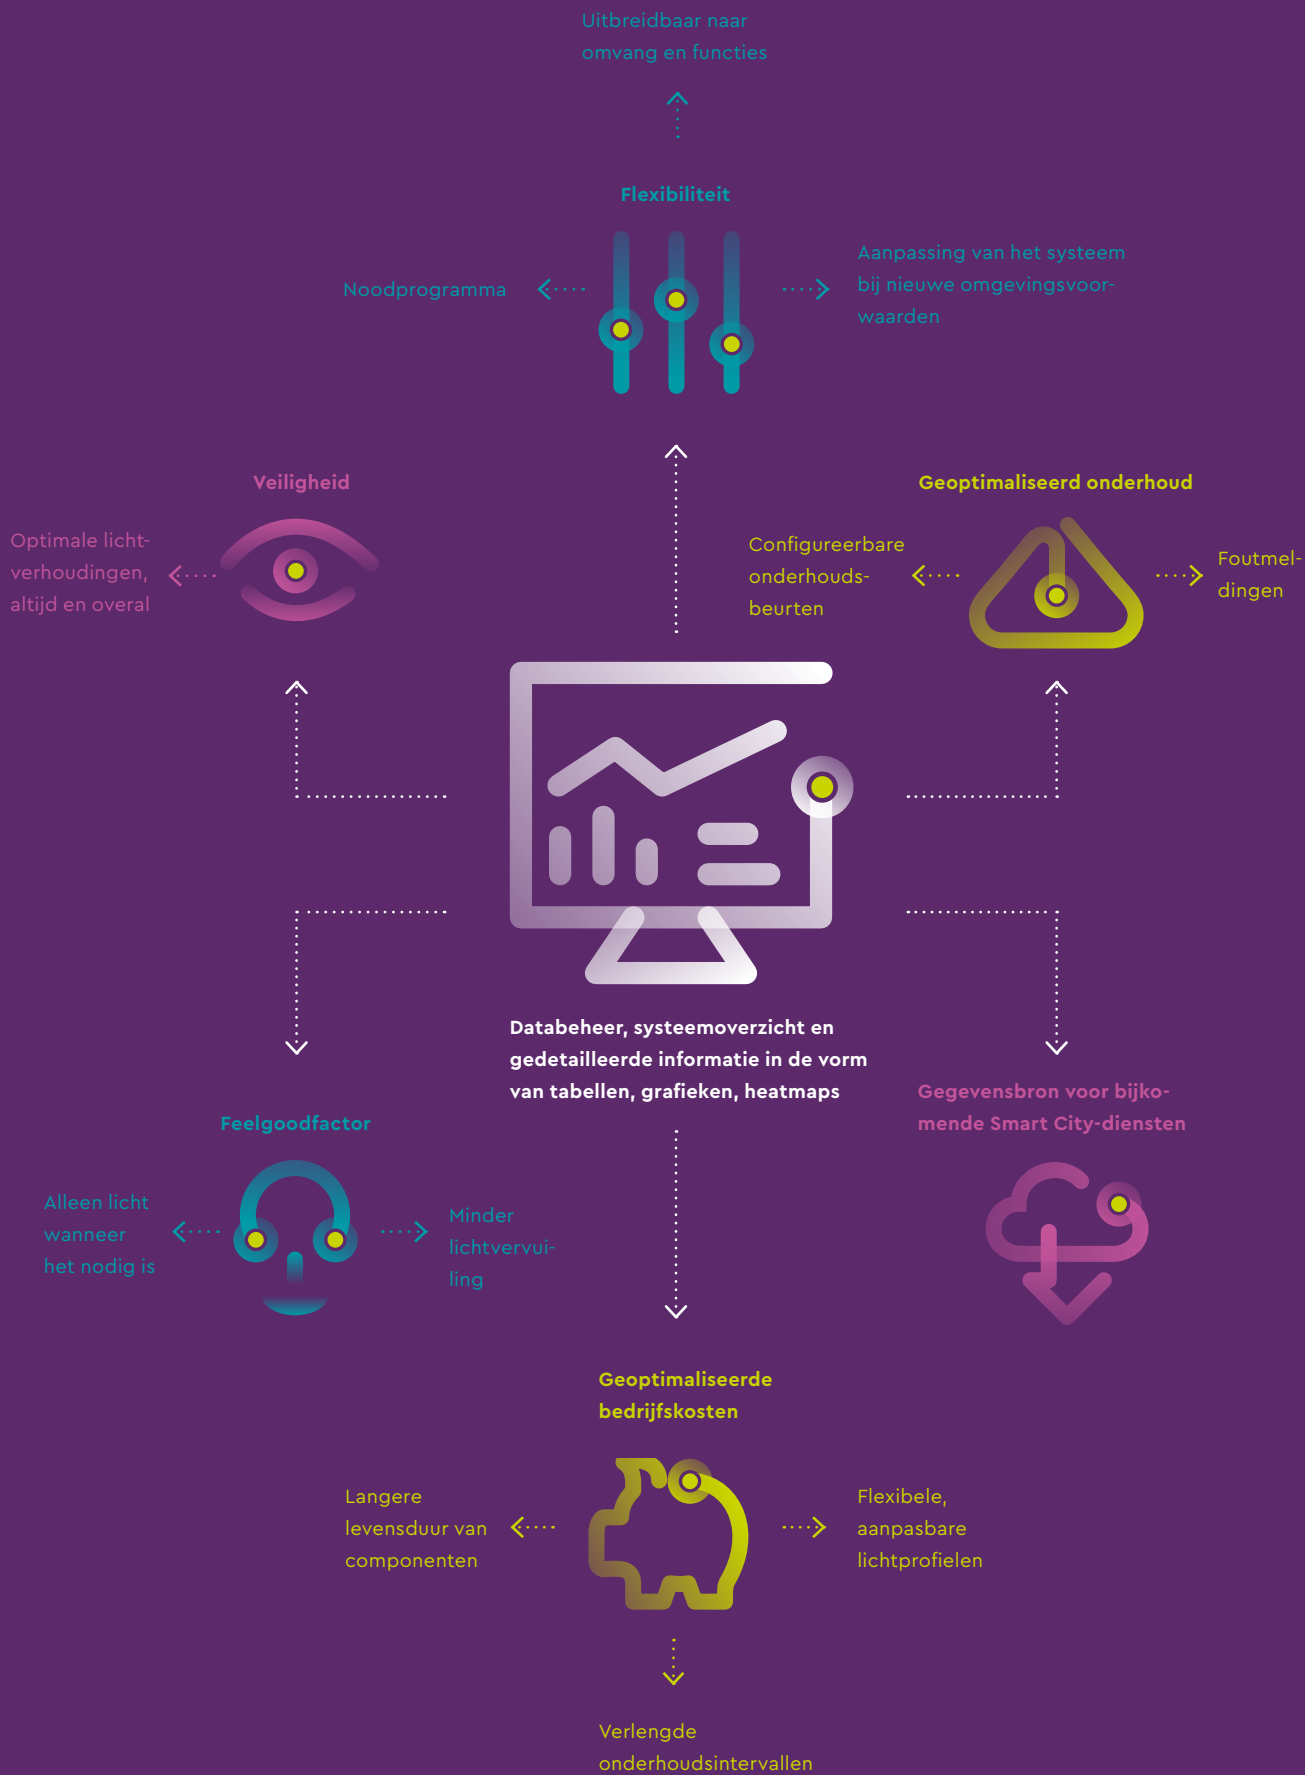 Uitbreidbaar naar
omvang en functies
Flexibiliteit
Noodprogramma
Aanpassing van het systeem
bij nieuwe omgevingsvoor-
waarden
Veiligheid
Optimale licht-
verhoudingen,
altijd en overal
Geoptimaliseerd onderhoud
Configureerbare
onderhouds-
beurten
Foutmel-
dingen
Databeheer, systeemoverzicht en
gedetailleerde informatie in de vorm
van tabellen, grafieken, heatmaps
Feelgoodfactor
Alleen licht
wanneer
het nodig is
Minder
lichtvervui-
ling
Gegevensbron voor bijko-
mende Smart City-diensten
Geoptimaliseerde
bedrijfskosten
Langere
levensduur van
componenten
Flexibele,
aanpasbare
lichtprofielen
Verlengde
onderhoudsintervallen